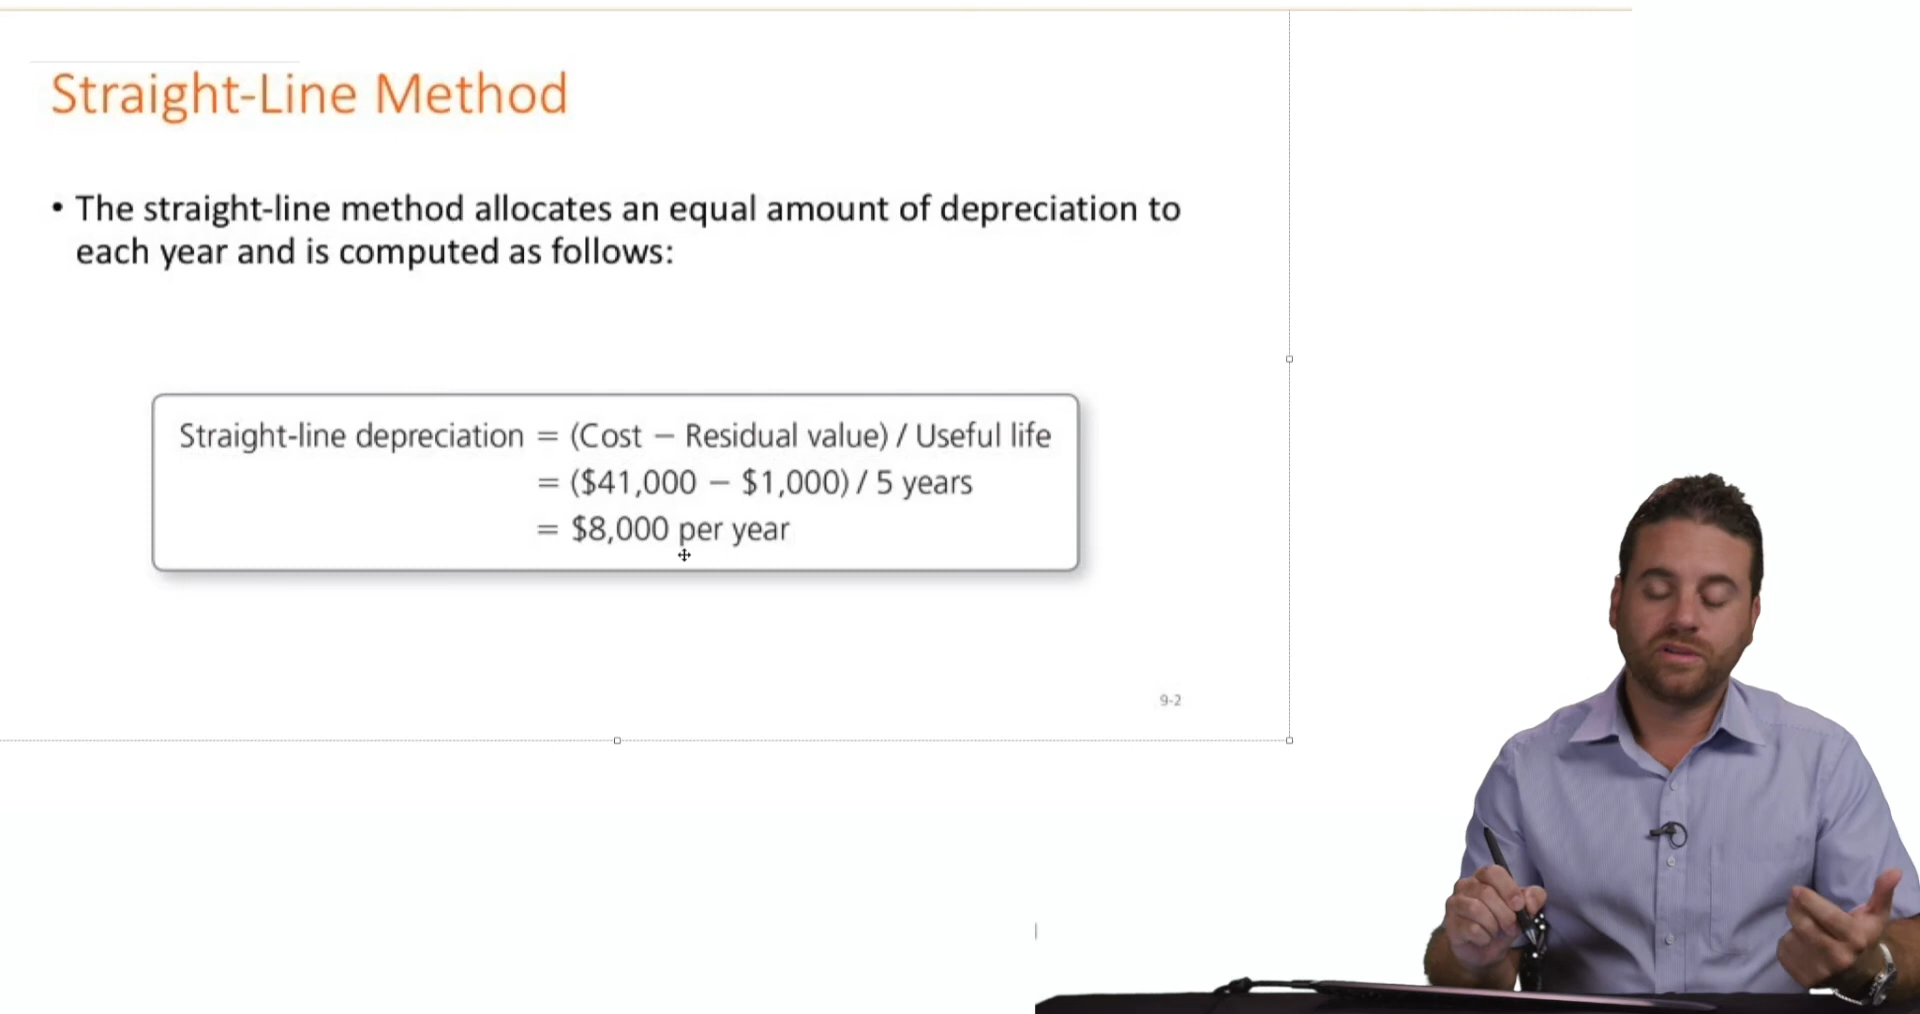 Straight-Line Method
• The straight-line method allocates an equal amount of depreciation to
each year and is computed as follows:
Straight-line depreciation = (Cost − Residual value) / Useful life
= ($41,000 − $1,000) / 5 years
= $8,000 per year
9-2